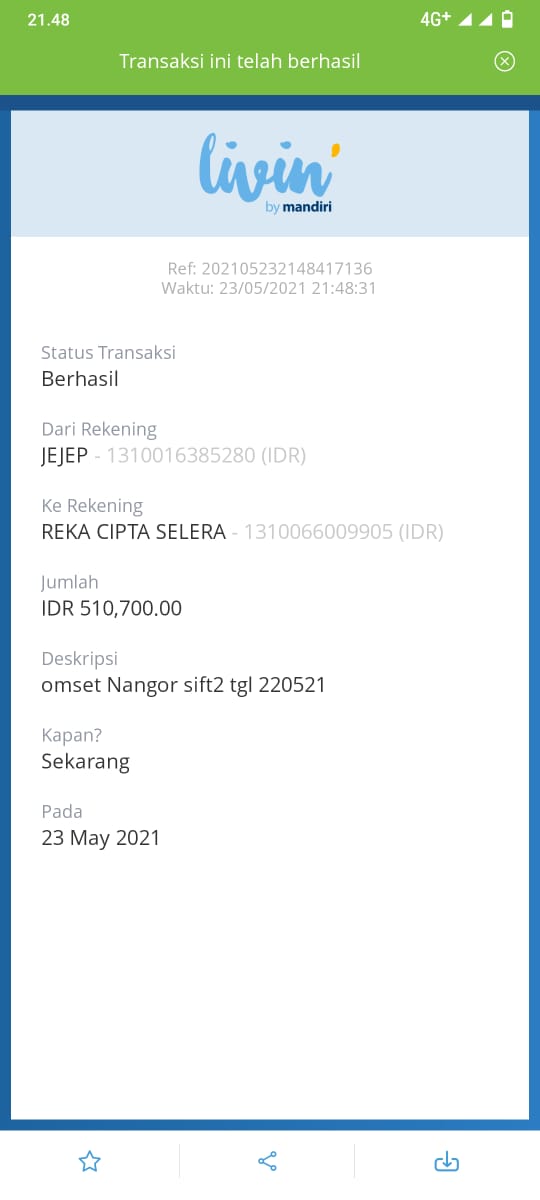 21.48
4G+
Transaksi ini telah berhasil
livin'
by mandiri
Ref: 202105232148417136
Waktu: 23/05/2021 21:48:31
Status Transaksi
Berhasil
Dari Rekening
JEJEP - 1310016385280 (IDR)
Ke Rekening
REKA CIPTA SELERA - 1310066009905 (IDR)
Jumlah
IDR 510,700.00
Deskripsi
omset Nangor sift2 tgl 220521
Kapan?
Sekarang
Pada
23 May 2021